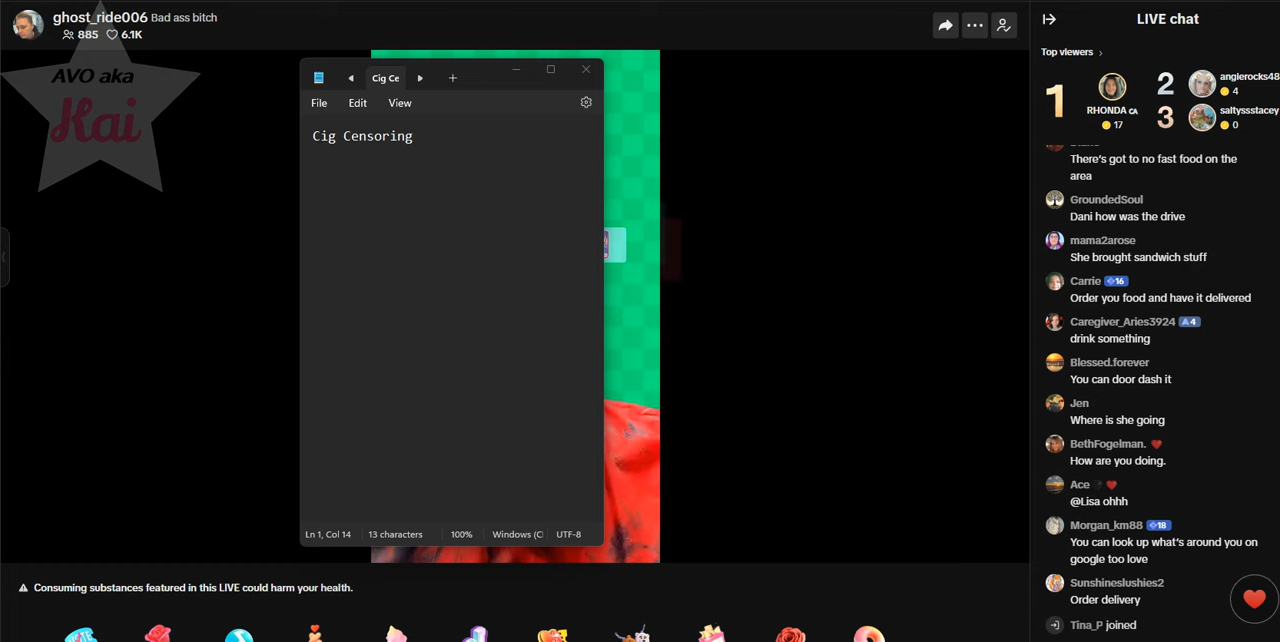 ghost_ride006 Bad ass bitch
885 6.1K
AVO aka
Kai
Cig Ce
File Edit View
Cig Censoring
Ln 1, Col 14 13 characters 100% Windows (C UTF-8
Consuming substances featured in this LIVE could harm your health.
LIVE chat
Top viewers
1
RHONDA CA
17
2
anglerocks48
4
3
saltyssstacey
0
There's got to no fast food on the
area
GroundedSoul
Dani how was the drive
mama2arose
She brought sandwich stuff
Carrie 16
Order you food and have it delivered
Caregiver_Aries3924 4
drink something
Blessed.forever
You can door dash it
Jen
Where is she going
BethFogelman.
How are you doing.
Ace
@Lisa ohhh
Morgan_km88 18
You can look up what's around you on
google too love
Sunshineslushies2
Order delivery
Tina_P joined